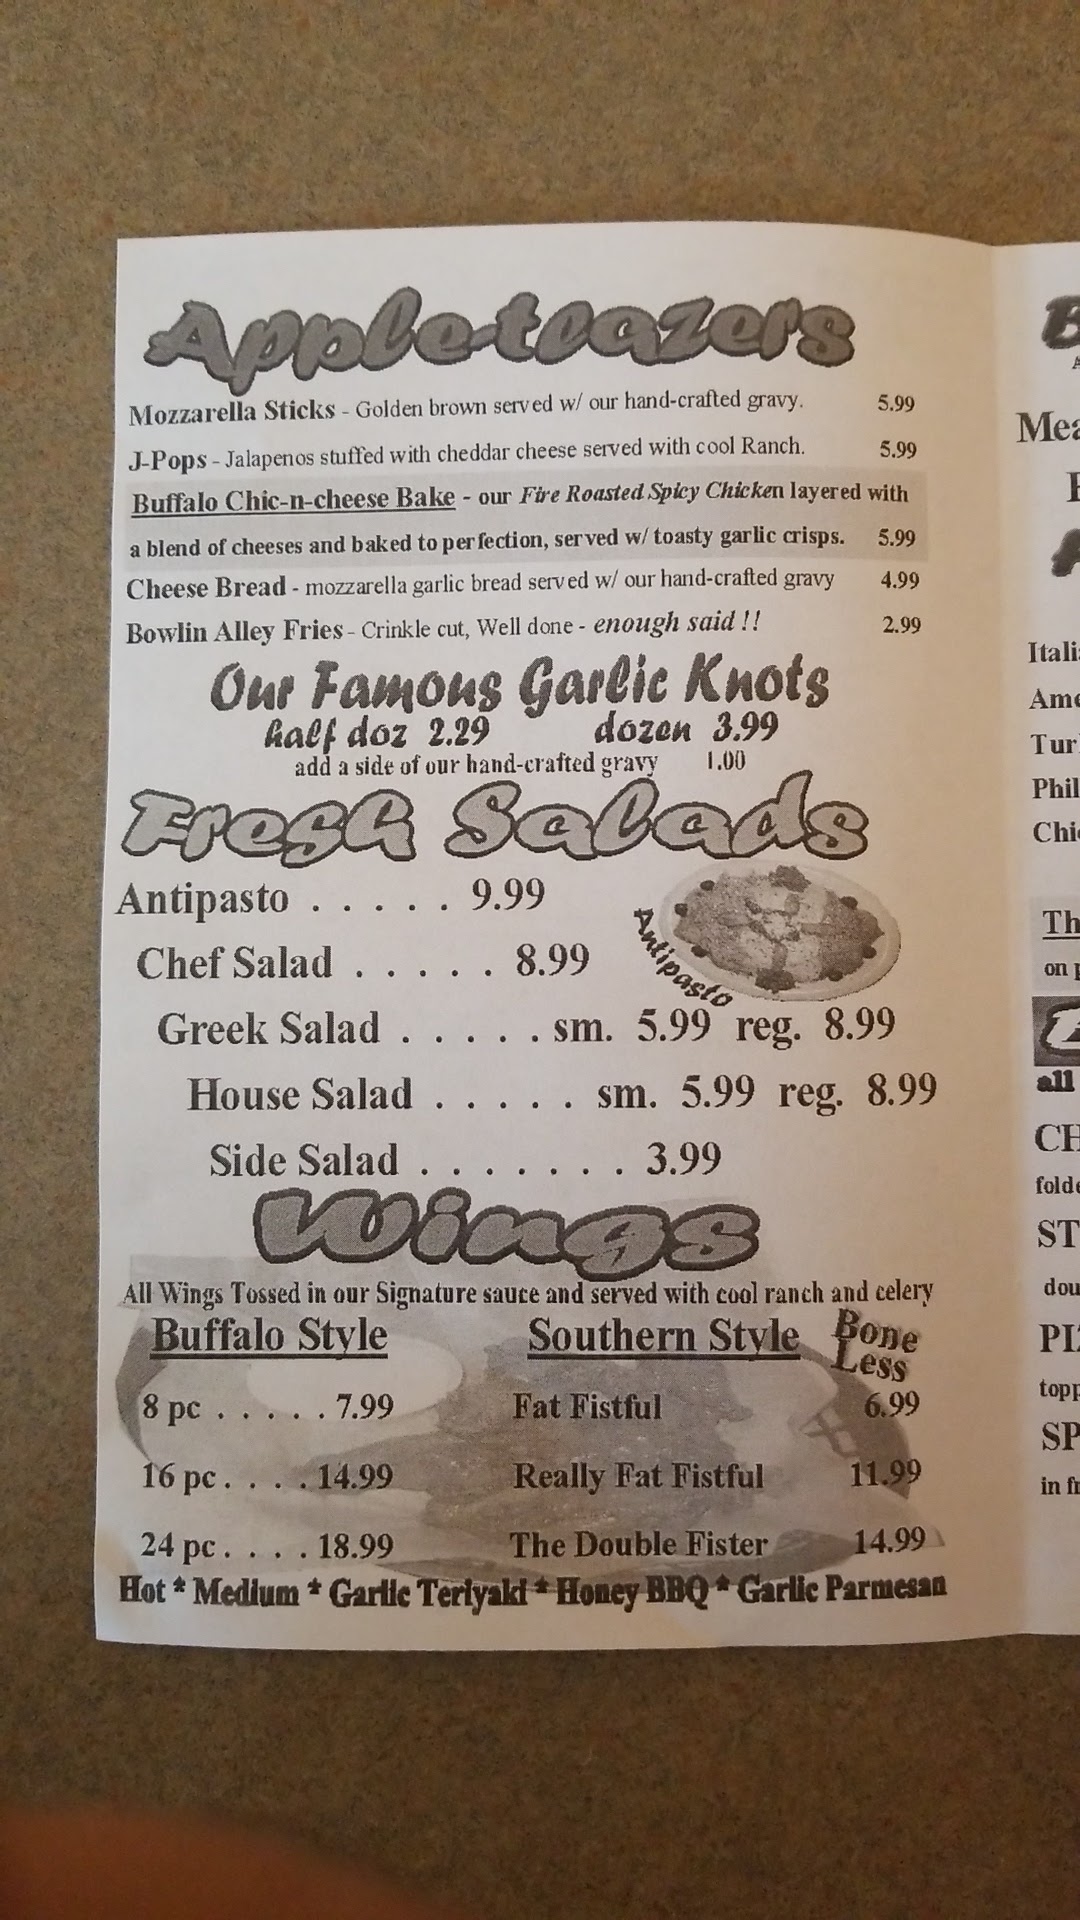 Apple-teazers
Mozzarella Sticks - Golden brown served w/ our hand-crafted gravy. 5.99
J-Pops - Jalapenos stuffed with cheddar cheese served with cool Ranch. 5.99
Buffalo Chic-n-cheese Bake - our Fire Roasted Spicy Chicken layered with
a blend of cheeses and baked to perfection, served w/ toasty garlic crisps. 5.99
Cheese Bread - mozzarella garlic bread served w/ our hand-crafted gravy 4.99
Bowlin Alley Fries - Crinkle cut, Well done - enough said !! 2.99
Our Famous Garlic Knots
half doz 2.29 dozen 3.99
add a side of our hand-crafted gravy 1.00
Fresh Salads
Antipasto . . . . . 9.99
Antipasto
Chef Salad . . . . . 8.99
Greek Salad . . . . . sm. 5.99 reg. 8.99
House Salad . . . . . sm. 5.99 reg. 8.99
Side Salad . . . . . . . 3.99
Wings
All Wings Tossed in our Signature sauce and served with cool ranch and celery
Buffalo Style Southern Style Bone
Less
8 pc . . . . . 7.99 Fat Fistful 6.99
16 pc . . . . 14.99 Really Fat Fistful 11.99
24 pc . . . . 18.99 The Double Fister 14.99
Hot * Medium * Garlic Teriyaki * Honey BBQ * Garlic Parmesan
Mea
Itali
Ame
Tur
Phil
Chi
Th
on
all
CH
fold
ST
dou
PI
topp
SP
in fr